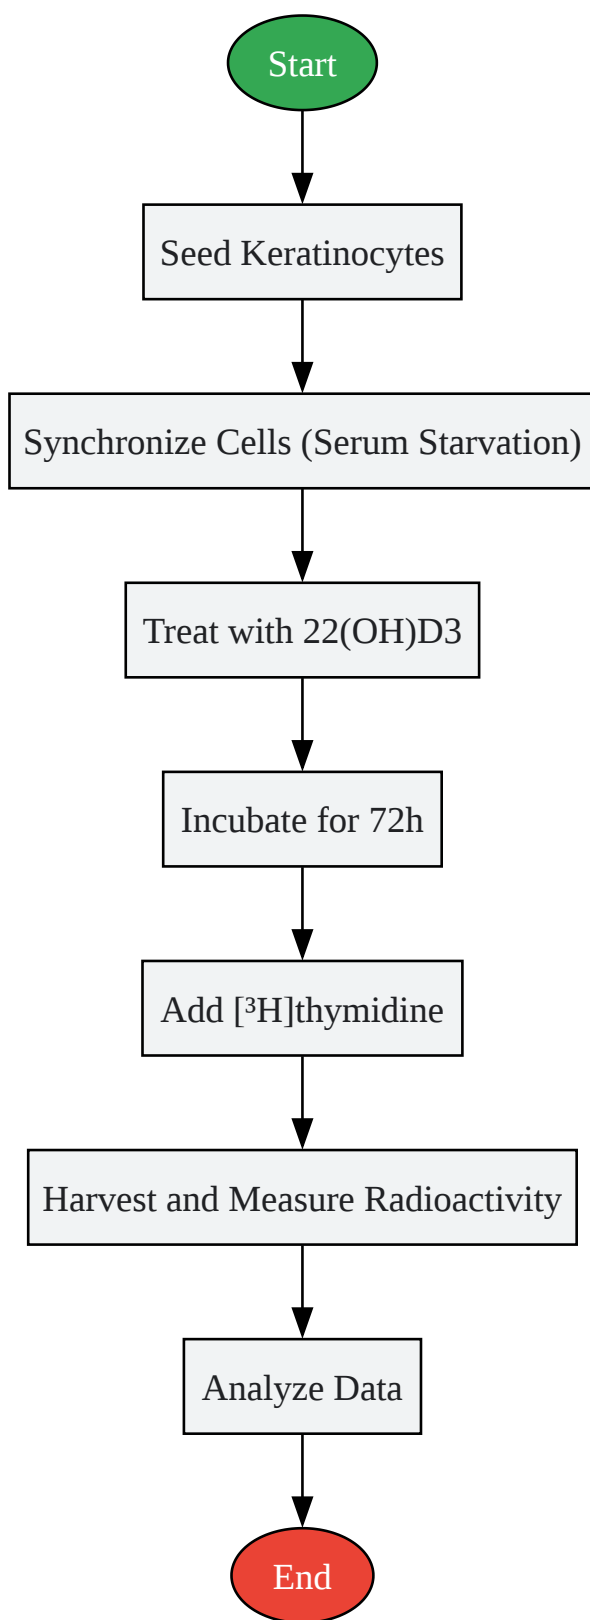 Start
Seed Keratinocytes
Synchronize Cells (Serum Starvation)
Treat with 22(OH)D3
Incubate for 72h
Add [³H]thymidine
Harvest and Measure Radioactivity
Analyze Data
End